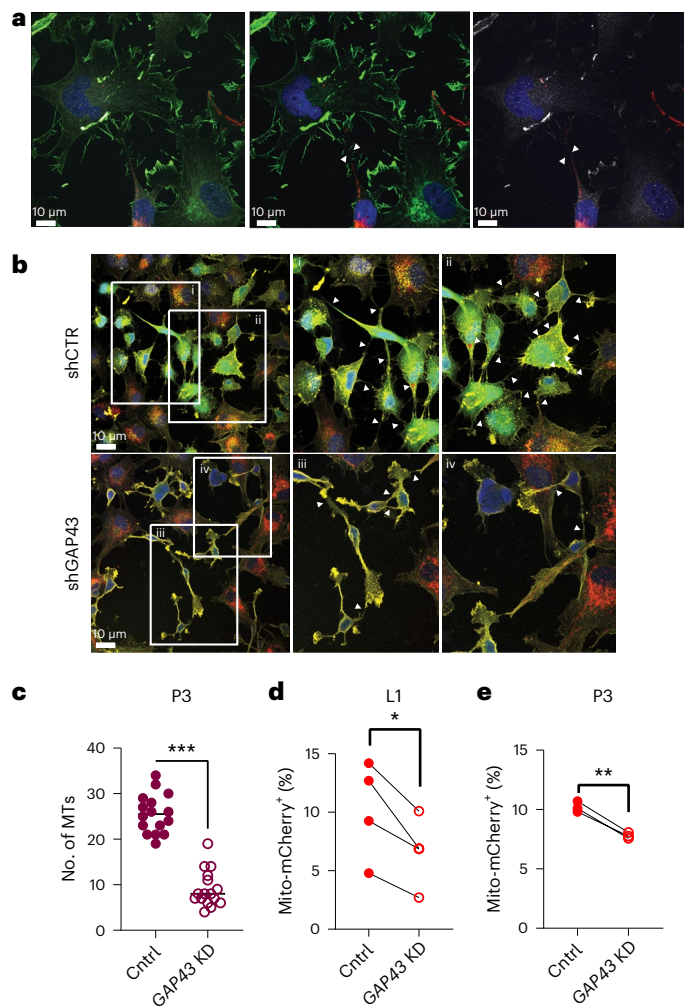 a
10 µm
10 µm
10 µm
b
shCTR
i
ii
10 µm
i
ii
shGAP43
iv
iii
10 µm
iii
iv
c
P3
No. of MTs
40
30
20
10
0
***
Cntrl
GAP43 KD
d
L1
Mito-mCherry⁺ (%)
15
10
5
0
*
Cntrl
GAP43 KD
e
P3
Mito-mCherry⁺ (%)
15
10
5
0
**
Cntrl
GAP43 KD